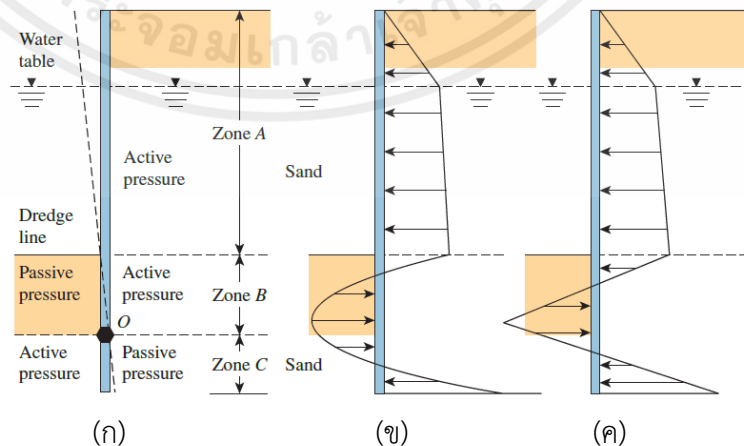 Water
table
Zone A
Active
pressure
Sand
Dredge
line
Passive
pressure
Active
pressure
Zone B
O
Active
pressure
Passive
pressure
Zone C
Sand
(ก)
(ข)
(ค)